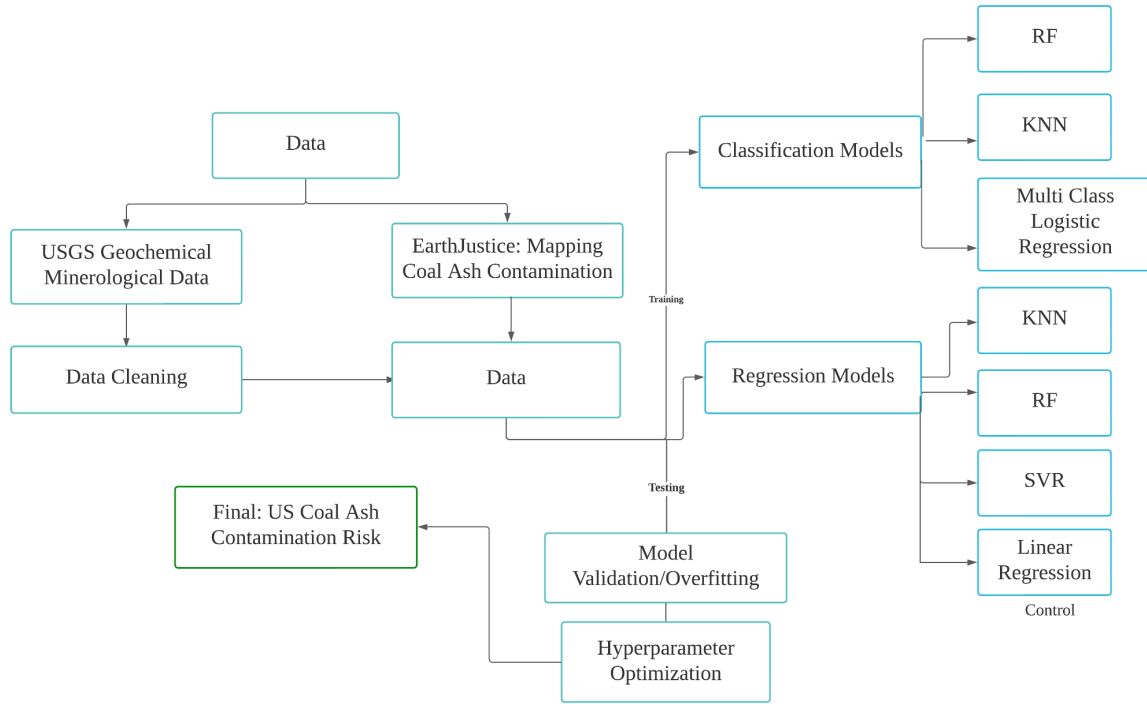 Data
USGS Geochemical
Minerological Data
EarthJustice: Mapping
Coal Ash Contamination
Data Cleaning
Data
Training
Testing
Classification Models
RF
KNN
Multi Class
Logistic
Regression
Regression Models
KNN
RF
SVR
Linear
Regression
Control
Model
Validation/Overfitting
Hyperparameter
Optimization
Final: US Coal Ash
Contamination Risk